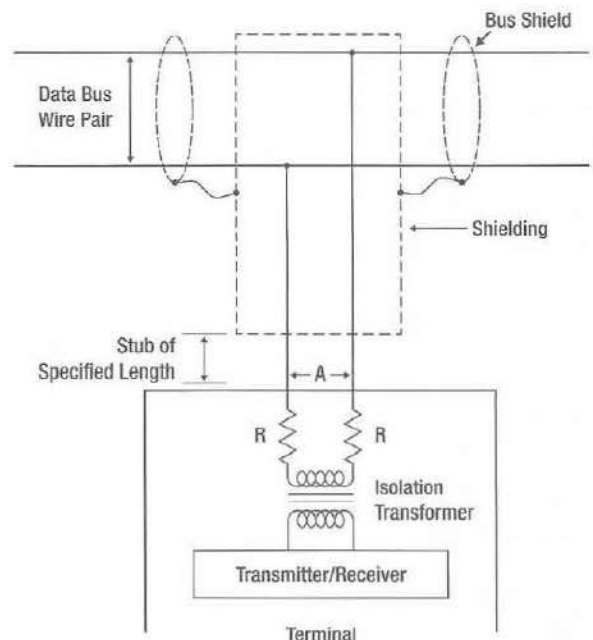 Bus Shield
Data Bus
Wire Pair
Shielding
Stub of
Specified Length
A
R
R
Isolation
Transformer
Transmitter/Receiver
Terminal